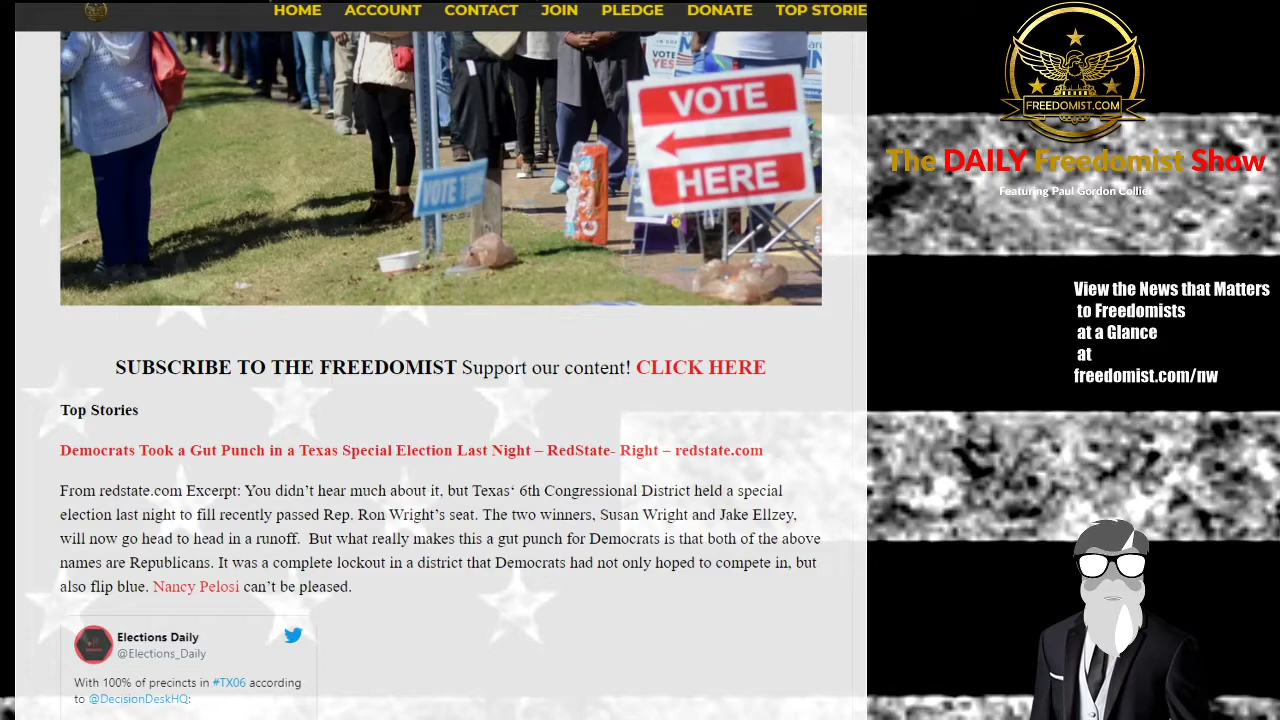 HOME ACCOUNT CONTACT JOIN PLEDGE DONATE TOP STORIE
VOTE
YES
VOTE
HERE
VOTE
FREEDOMIST.COM
The DAILY Freedomist Show
Featuring Paul Gordon Collier
View the News that Matters
to Freedomists
at a Glance
at
freedomist.com/nw
SUBSCRIBE TO THE FREEDOMIST Support our content! CLICK HERE
Top Stories
Democrats Took a Gut Punch in a Texas Special Election Last Night – RedState- Right – redstate.com
From redstate.com Excerpt: You didn’t hear much about it, but Texas‘ 6th Congressional District held a special
election last night to fill recently passed Rep. Ron Wright’s seat. The two winners, Susan Wright and Jake Ellzey,
will now go head to head in a runoff.  But what really makes this a gut punch for Democrats is that both of the above
names are Republicans. It was a complete lockout in a district that Democrats had not only hoped to compete in, but
also flip blue. Nancy Pelosi can’t be pleased.
Elections Daily
@Elections_Daily
With 100% of precincts in #TX06 according
to @DecisionDeskHQ: